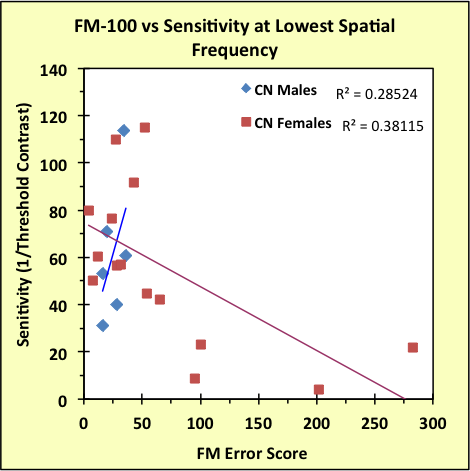 FM-100 vs Sensitivity at Lowest Spatial
Frequency
140
120
100
80
60
40
20
0
Senitivity (1/Threshold Contrast)
CN Males R² = 0.28524
CN Females R² = 0.38115
0 50 100 150 200 250 300
FM Error Score